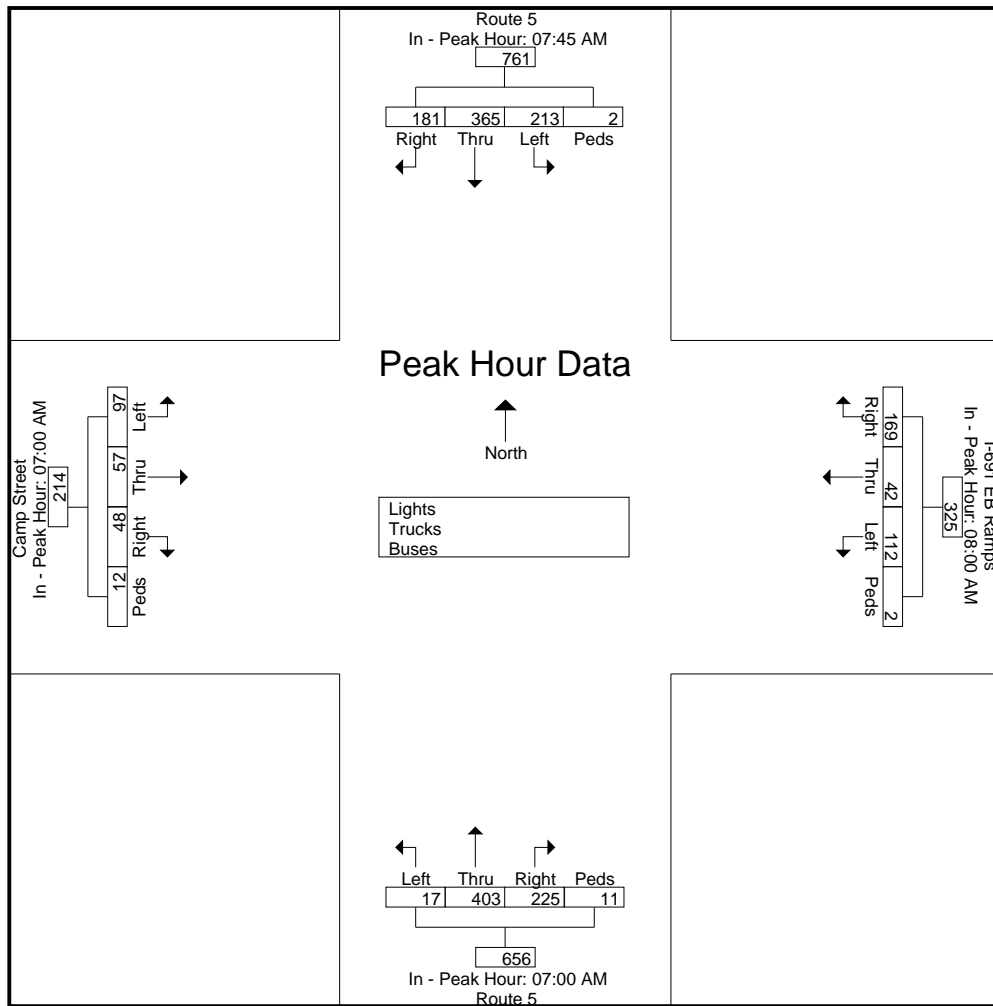 Route 5
In - Peak Hour: 07:45 AM
761
181 365 213 2
Right Thru Left Peds
Peak Hour Data
North
Lights
Trucks
Buses
Camp Street
In - Peak Hour: 07:00 AM
214
97 57 48 12
Left Thru Right Peds
EB Ramps
In - Peak Hour: 08:00 AM
325
169 42 112 2
Right Thru Left Peds
Left Thru Right Peds
17 403 225 11
656
In - Peak Hour: 07:00 AM
Route 5